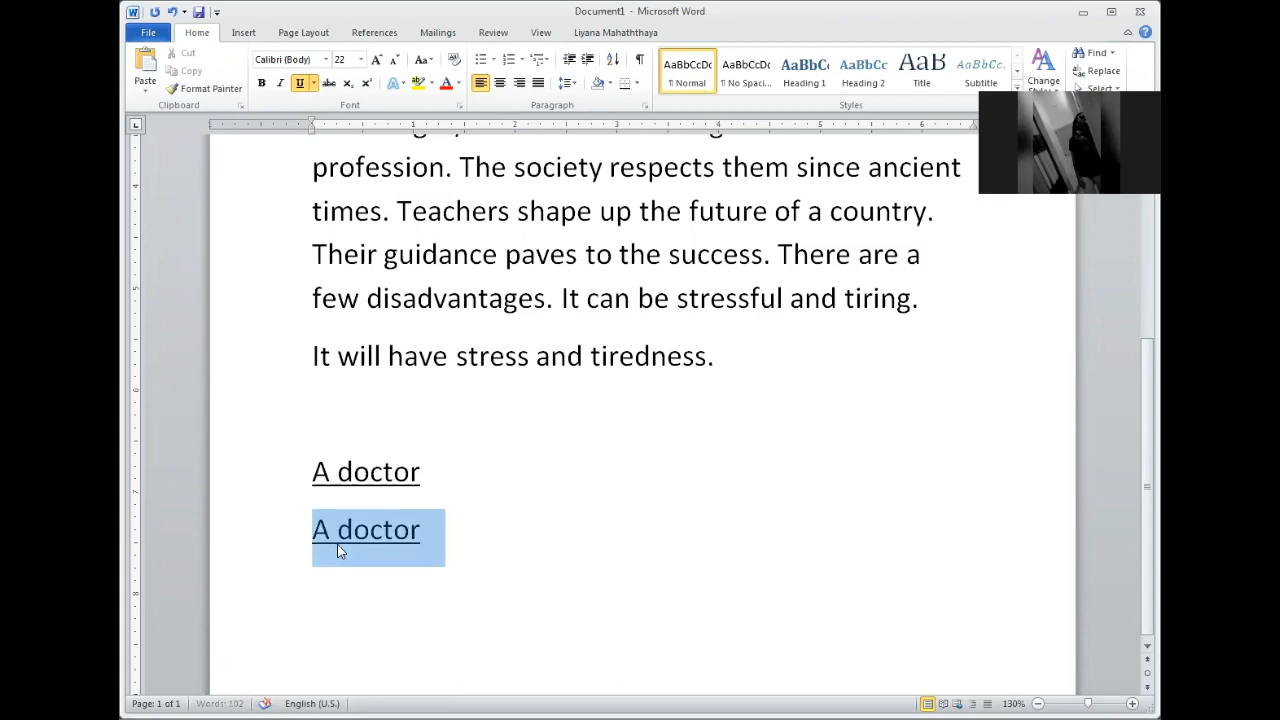 Document1 - Microsoft Word
File Home Insert Page Layout References Mailings Review View Liyana Mahaththaya
Paste
Cut
Copy
Format Painter
Clipboard
Calibri (Body) 22
Font
Paragraph
AaBbCcDc AaBbCcDc AaBbCc AaBbCc AaB AaBbCc.
¶ Normal ¶ No Spaci... Heading 1 Heading 2 Title Subtitle
Change
Styles
Find
Replace
Select
profession. The society respects them since ancient
times. Teachers shape up the future of a country.
Their guidance paves to the success. There are a
few disadvantages. It can be stressful and tiring.
It will have stress and tiredness.
A doctor
A doctor
Page: 1 of 1 Words: 102 English (U.S.) 130%